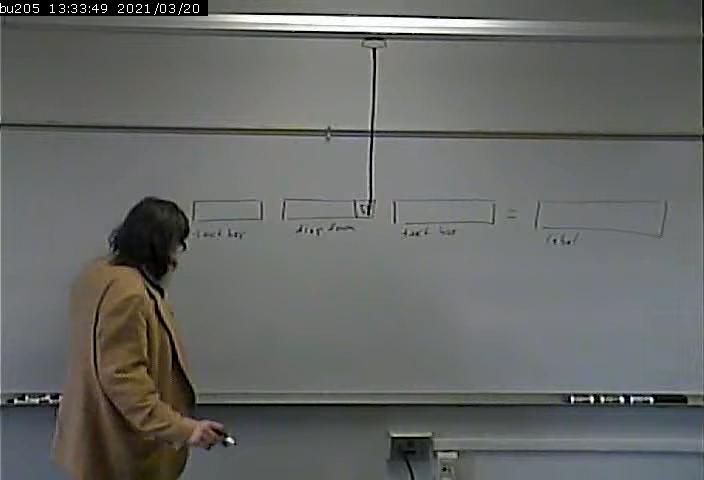 bu205 13:33:49 2021/03/20
=
text box drop down text box label